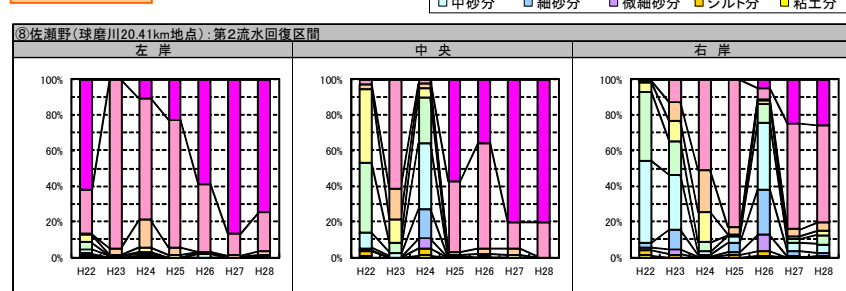 中砂分 細砂分 微細砂分 シルト分 粘土分
⑧佐瀬野(球磨川20.41km地点):第2流水回復区間
左 岸 中 央 右 岸
100% 100% 100%
80% 80% 80%
60% 60% 60%
40% 40% 40%
20% 20% 20%
0% 0% 0%
H22 H23 H24 H25 H26 H27 H28 H22 H23 H24 H25 H26 H27 H28 H22 H23 H24 H25 H26 H27 H28